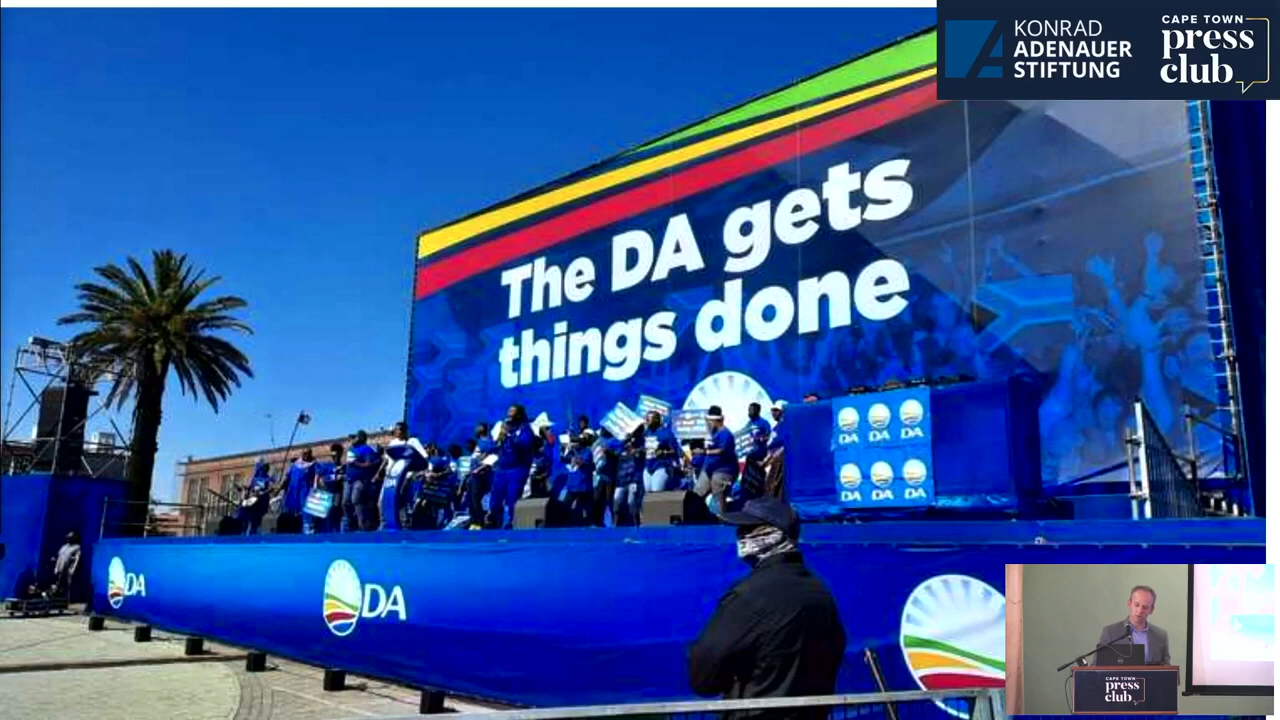 KONRAD
ADENAUER
STIFTUNG
CAPE TOWN
press
club
The DA gets
things done
DA DA DA
DA DA DA
DA
DA
CAPE TOWN
press
club